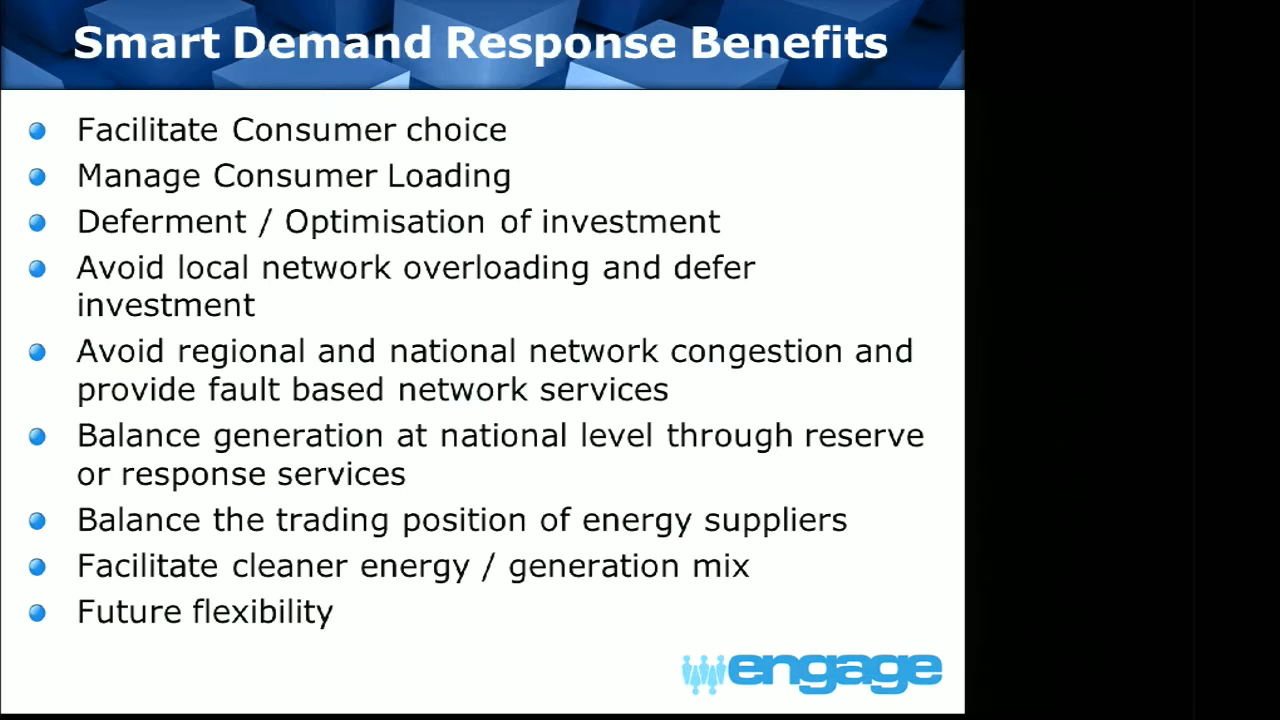 Smart Demand Response Benefits
Facilitate Consumer choice
Manage Consumer Loading
Deferment / Optimisation of investment
Avoid local network overloading and defer
investment
Avoid regional and national network congestion and
provide fault based network services
Balance generation at national level through reserve
or response services
Balance the trading position of energy suppliers
Facilitate cleaner energy / generation mix
Future flexibility
engage